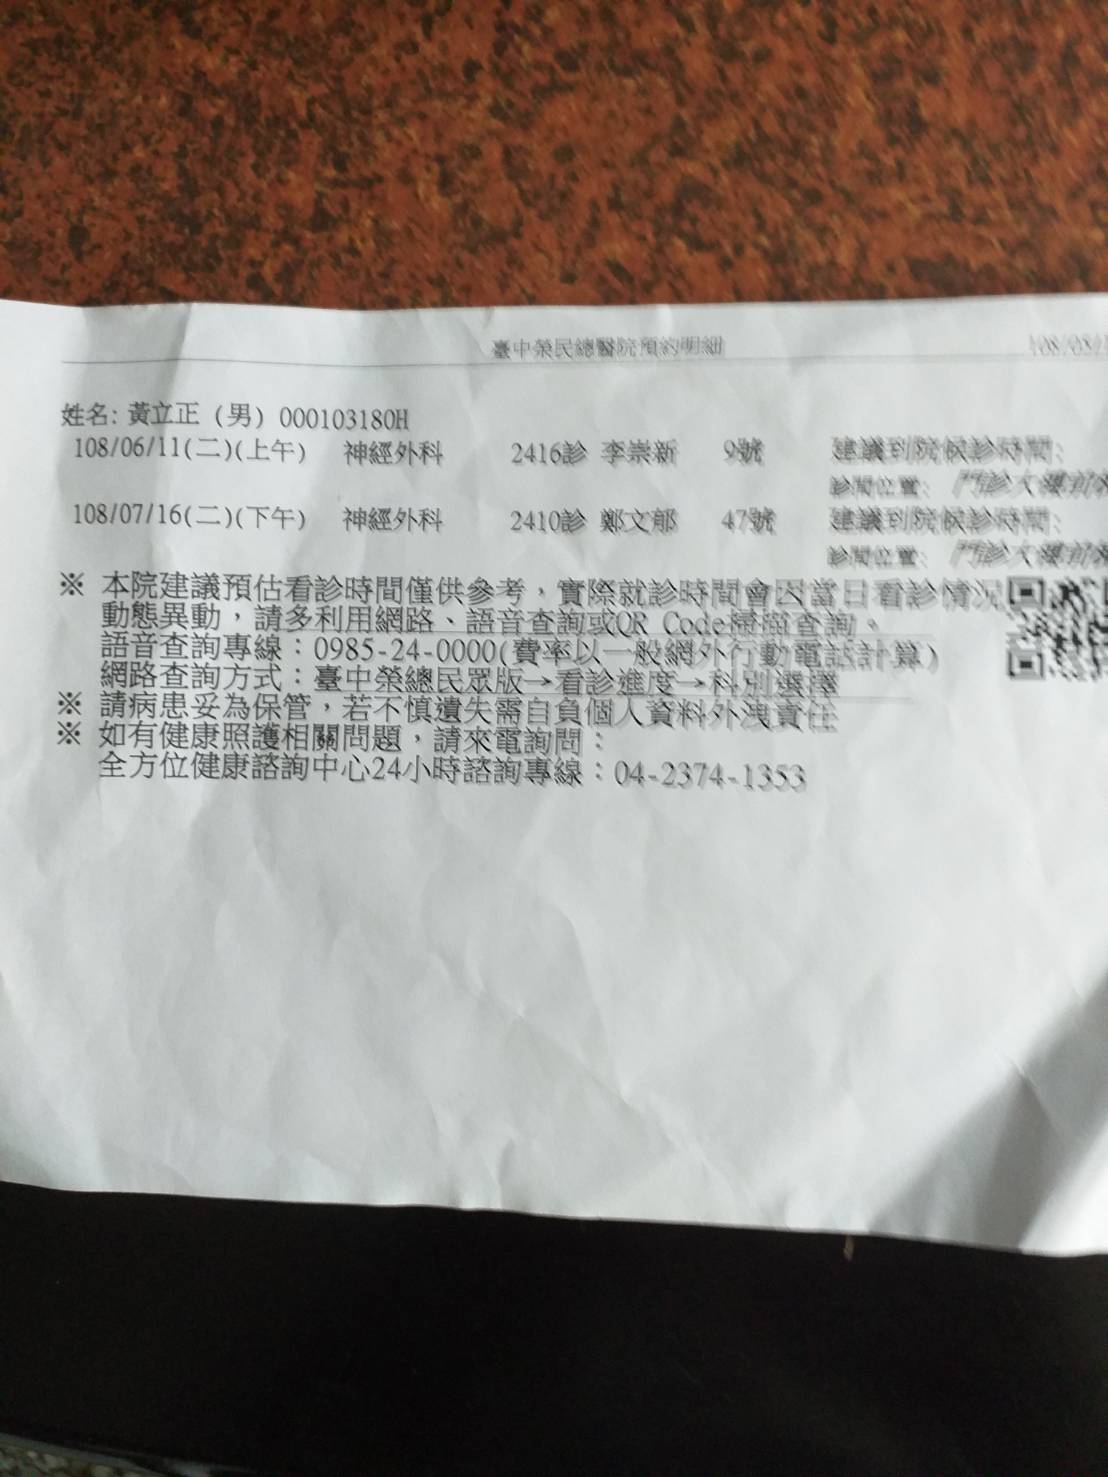 臺中榮民總醫院預約明細 108/05/
姓名: 黃立正 (男) 000103180H
108/06/11(二)(上午) 神經外科 2416診 李崇新 9號 建議到院候診時間:
診間位置: 門診大樓前
108/07/16(二)(下午) 神經外科 2410診 鄭文郁 47號 建議到院候診時間:
診間位置: 門診大樓前
※ 本院建議預估看診時間僅供參考，實際就診時間會因當日看診情況
動態異動，請多利用網路、語音查詢或QR Code掃描查詢。
語音查詢專線：0985-24-0000(費率以一般網外行動電話計算)
網路查詢方式：臺中榮總民眾版→看診進度→科別選擇
※ 請病患妥為保管，若不慎遺失需自負個人資料外洩責任
※ 如有健康照護相關問題，請來電詢問：
全方位健康諮詢中心24小時諮詢專線：04-2374-1353